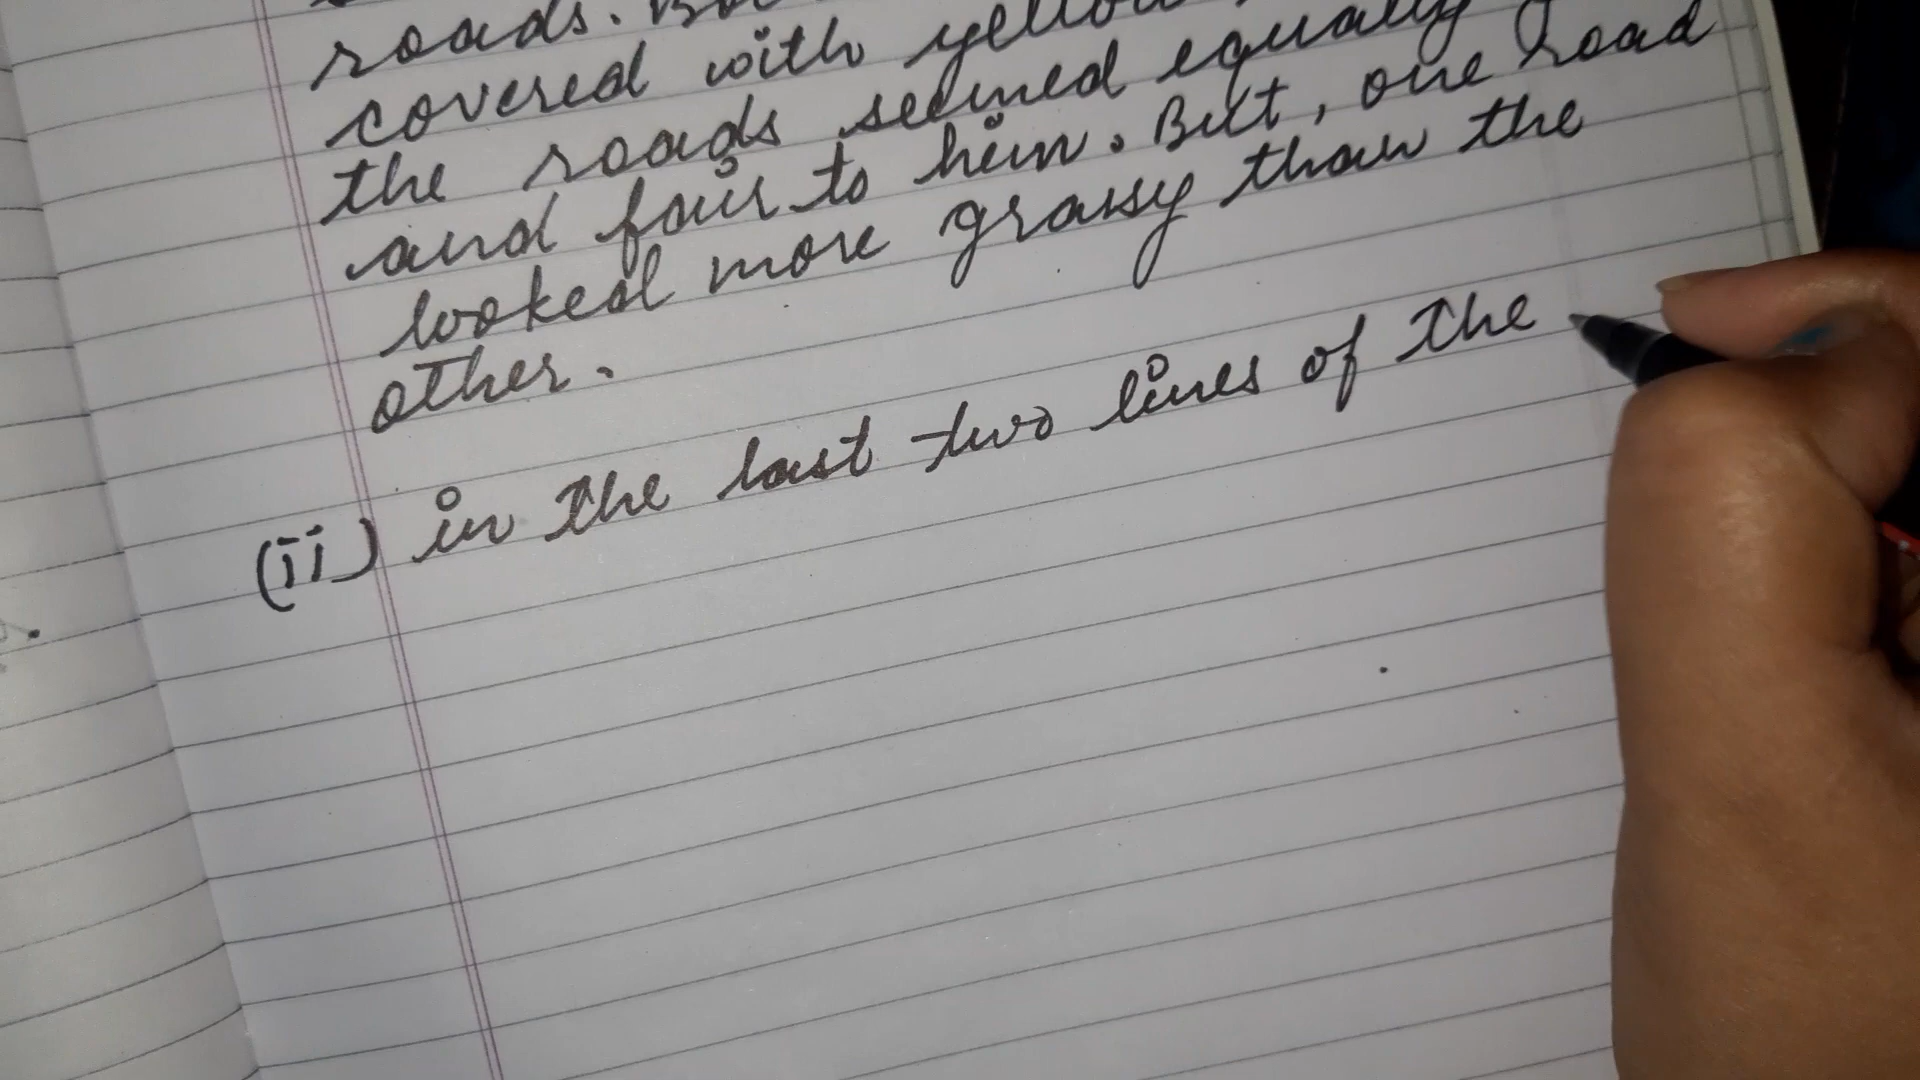 roads.
covered with yellow
the roads seemed equally
and fair to him. But, one road
looked more grassy than the
other.
(ii) in the last two lines of the